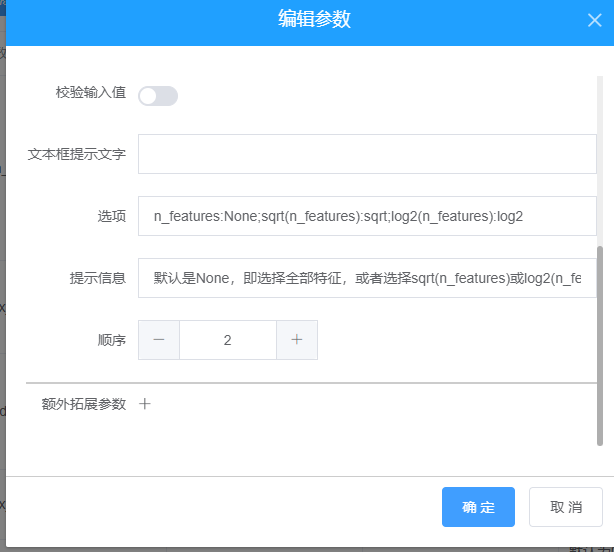 编辑参数
校验输入值
文本框提示文字
选项 n_features:None;sqrt(n_features):sqrt;log2(n_features):log2
提示信息 默认是None，即选择全部特征，或者选择sqrt(n_features)或log2(n_fe
顺序 2
额外拓展参数
确定 取消